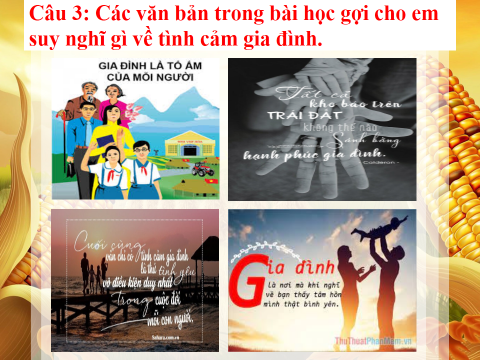 Câu 3: Các văn bản trong bài học gợi cho em
suy nghĩ gì về tình cảm gia đình.
GIA ĐÌNH LÀ TỔ ẤM
CỦA MỖI NGƯỜI
Tất cả
kho báu trên
TRÁI ĐẤT
không thể nào
Sánh bằng
hạnh phúc gia đình.
Calderon
Cuối cùng
vẫn chỉ có tình cảm gia đình
là thứ tình yêu
vô điều kiện duy nhất
trong cuộc đời
mỗi con người.
Gia đình
là nơi mà khi nghĩ
về bạn thấy tâm hồn
mình thật bình yên.
ThuThuatPhanMem.vn